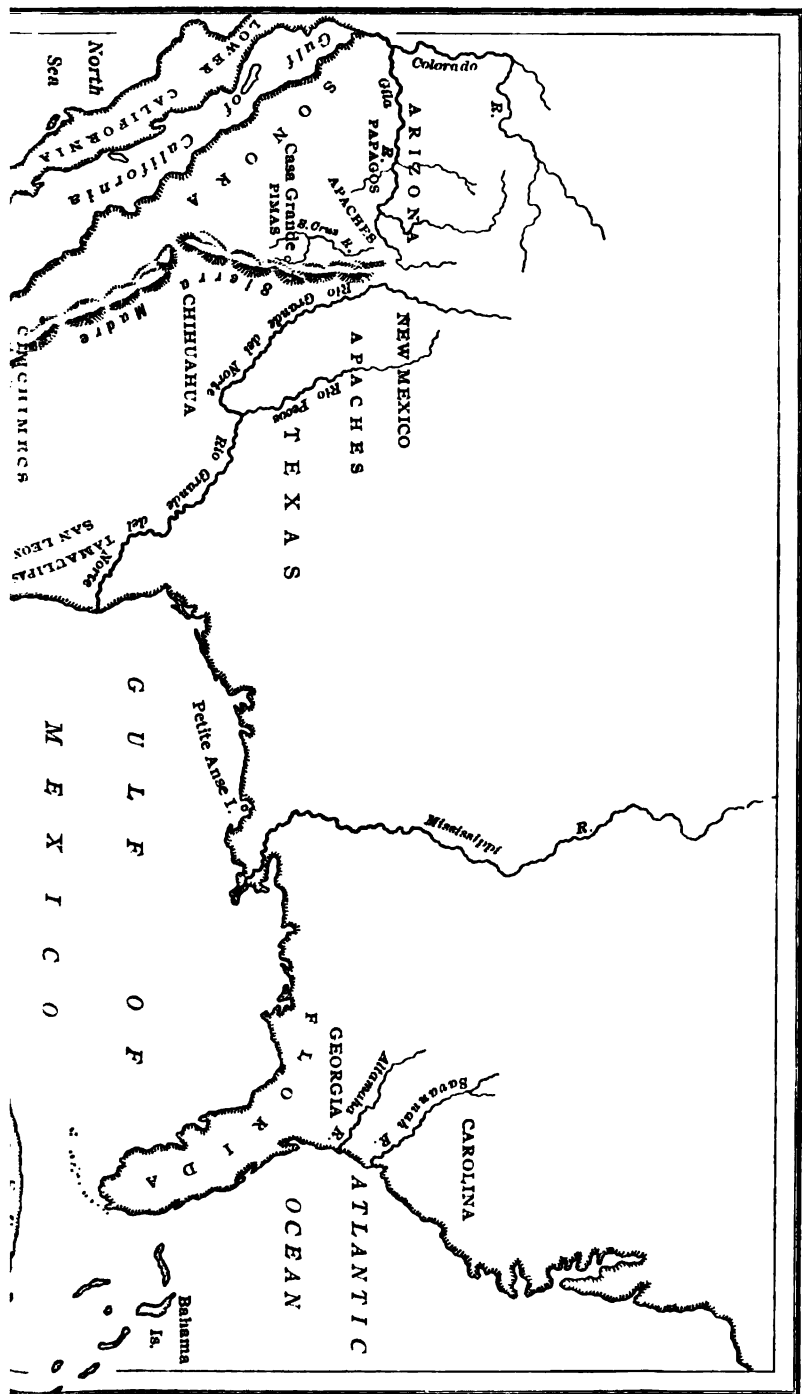 North
Sea
LOWER
CALIFORNIA
Gulf
of
California
SONORA
Colorado
R.
Gila R.
ARIZONA
PAPAGOS
APACHES
Casa Grande
PIMAS
S. Cruz R.
Sierra
Madre
CHIHUAHUA
Rio Grande del Norte
NEW MEXICO
APACHES
Rio Pecos
TEXAS
Rio Grande
del
Norte
SAN LEON
TAMAULIPAS
GULF OF
MEXICO
Petite Anse I.
Mississippi
R.
FLORIDA
GEORGIA
Altamaha
R.
Savannah
R.
CAROLINA
ATLANTIC
OCEAN
Bahama
Is.